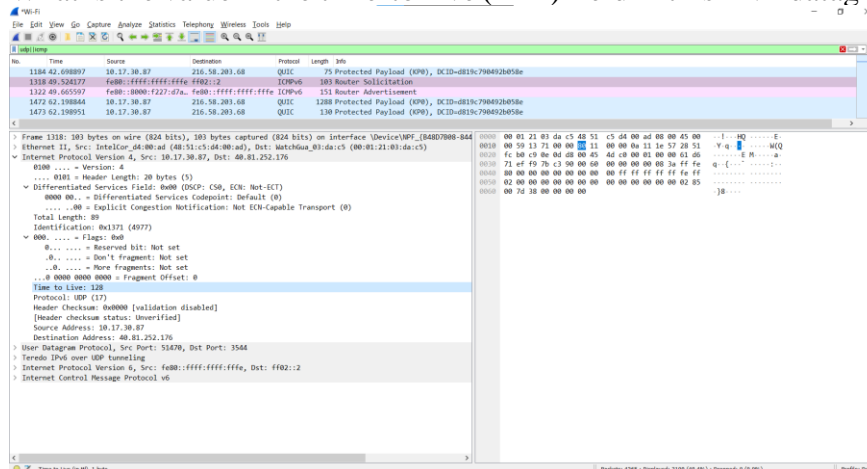 *Wi-Fi
File Edit View Go Capture Analyze Statistics Telephony Wireless Tools Help
udp||icmp
No. Time Source Destination Protocol Length Info
1184 42.698897 10.17.30.87 216.58.203.68 QUIC 75 Protected Payload (KP0), DCID=d819c790492b058e
1318 49.524177 fe80::ffff:ffff:fffe ff02::2 ICMPv6 103 Router Solicitation
1322 49.665597 fe80::8000:f227:d7a… fe80::ffff:ffff:fffe ICMPv6 151 Router Advertisement
1472 62.198844 10.17.30.87 216.58.203.68 QUIC 1288 Protected Payload (KP0), DCID=d819c790492b058e
1473 62.198951 10.17.30.87 216.58.203.68 QUIC 130 Protected Payload (KP0), DCID=d819c790492b058e
Frame 1318: 103 bytes on wire (824 bits), 103 bytes captured (824 bits) on interface \Device\NPF_{B48D7B08-844
Ethernet II, Src: IntelCor_d4:00:ad (48:51:c5:d4:00:ad), Dst: WatchGua_03:da:c5 (00:01:21:03:da:c5)
Internet Protocol Version 4, Src: 10.17.30.87, Dst: 40.81.252.176
0100 .... = Version: 4
.... 0101 = Header Length: 20 bytes (5)
Differentiated Services Field: 0x00 (DSCP: CS0, ECN: Not-ECT)
0000 00.. = Differentiated Services Codepoint: Default (0)
.... ..00 = Explicit Congestion Notification: Not ECN-Capable Transport (0)
Total Length: 89
Identification: 0x1371 (4977)
000. .... = Flags: 0x0
0... .... = Reserved bit: Not set
.0.. .... = Don't fragment: Not set
..0. .... = More fragments: Not set
...0 0000 0000 0000 = Fragment Offset: 0
Time to Live: 128
Protocol: UDP (17)
Header Checksum: 0x0000 [validation disabled]
[Header checksum status: Unverified]
Source Address: 10.17.30.87
Destination Address: 40.81.252.176
User Datagram Protocol, Src Port: 51470, Dst Port: 3544
Teredo IPv6 over UDP tunneling
Internet Protocol Version 6, Src: fe80::ffff:ffff:fffe, Dst: ff02::2
Internet Control Message Protocol v6
0000 00 01 21 03 da c5 48 51 c5 d4 00 ad 08 00 45 00
0010 00 59 13 71 00 00 80 11 00 00 0a 11 1e 57 28 51
0020 fc b0 c9 0e 0d d8 00 45 4d c0 00 01 00 00 61 d6
0030 71 ef f9 7b c3 90 00 60 00 00 00 00 08 3a ff fe
0040 80 00 00 00 00 00 00 00 00 ff ff ff ff ff fe ff
0050 02 00 00 00 00 00 00 00 00 00 00 00 00 00 02 85
0060 00 7d 38 00 00 00 00